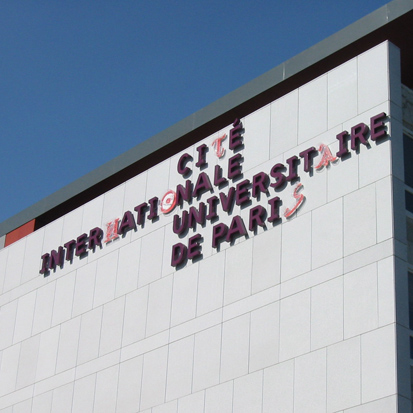 CITÉ
INTERNATIONALE
UNIVERSITAIRE
DE PARIS